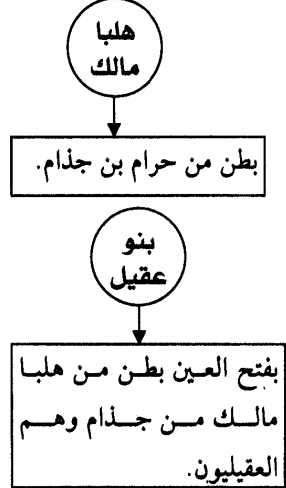 هلبا
مالك
بطن من حرام بن جذام.
بنو
عقيل
بفتح العين بطن من هلبا
مالك من جذام وهم
العقيليون.